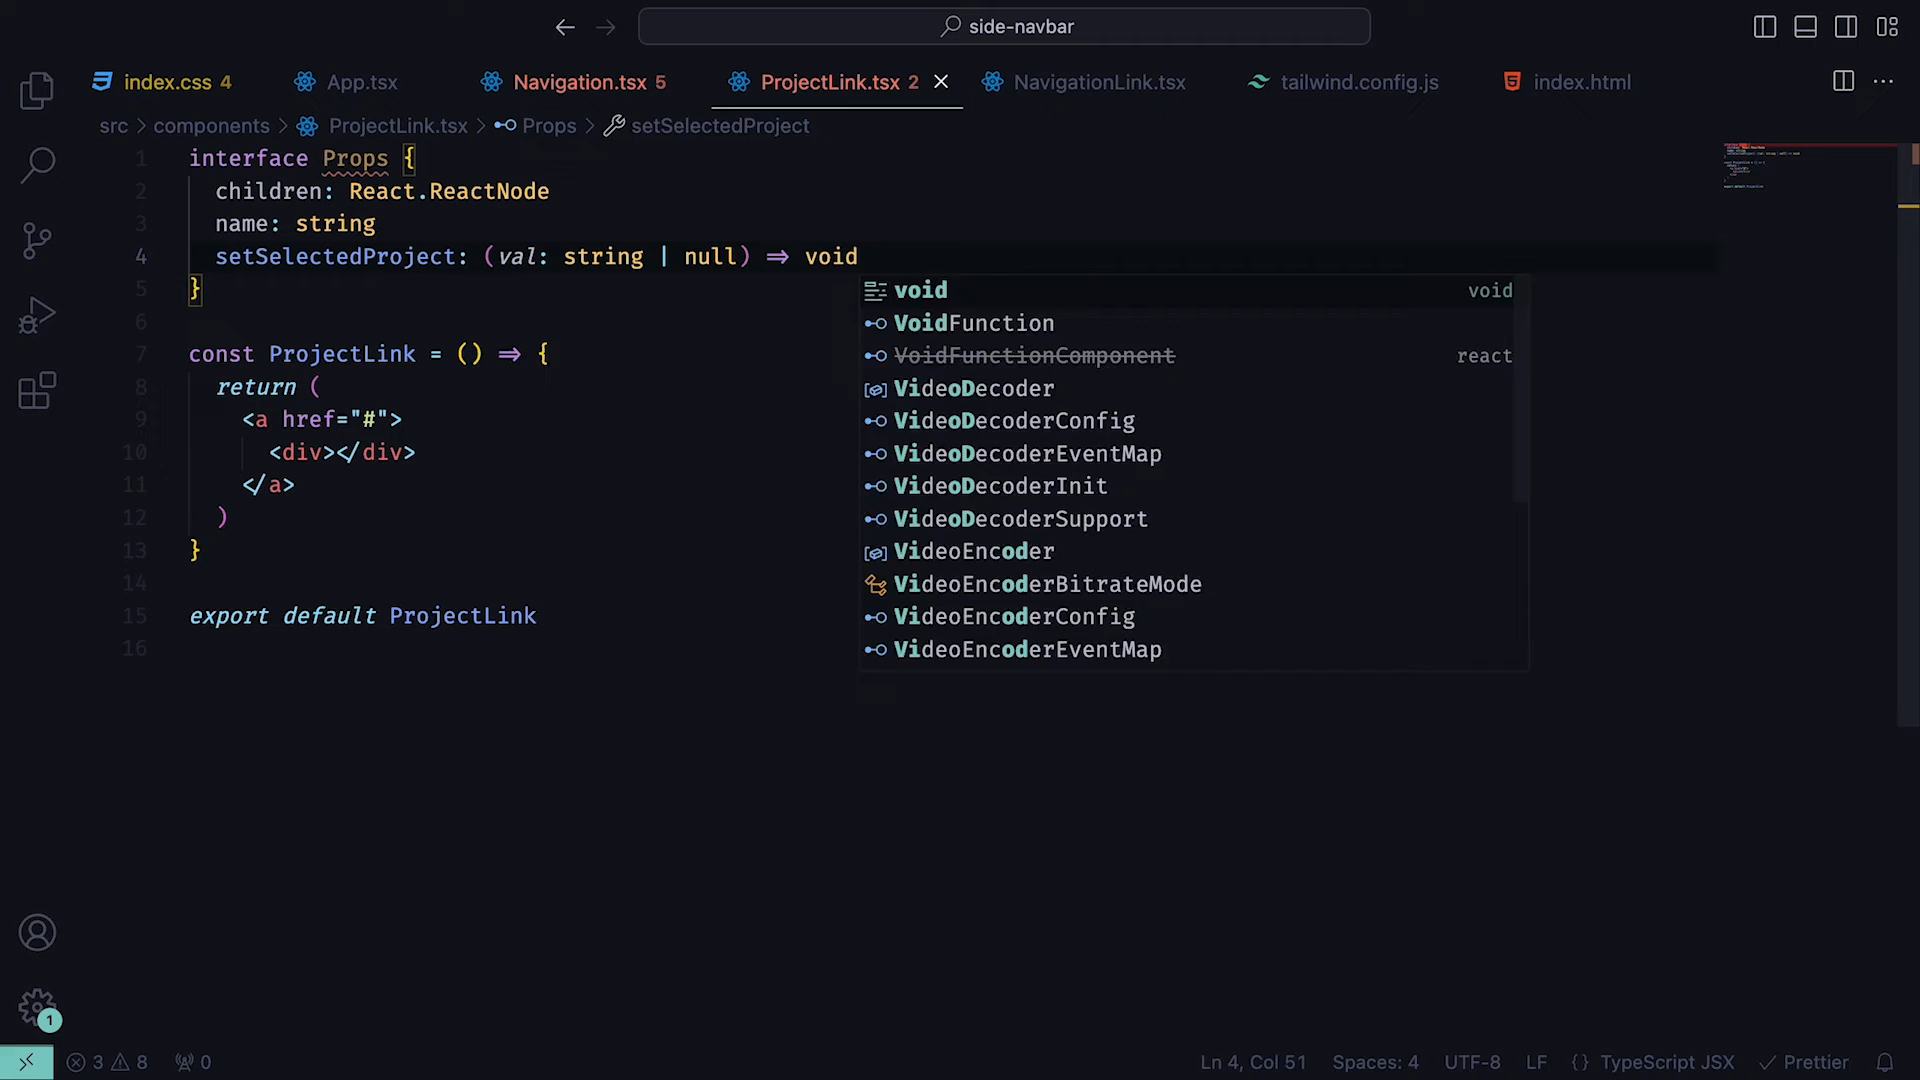 side-navbar
index.css 4 App.tsx Navigation.tsx 5 ProjectLink.tsx 2 NavigationLink.tsx tailwind.config.js index.html
src > components > ProjectLink.tsx > Props > setSelectedProject
1 interface Props {
2 children: React.ReactNode
3 name: string
4 setSelectedProject: (val: string | null) => void
5 }
6
7 const ProjectLink = () => {
8 return (
9 <a href="#">
10 <div></div>
11 </a>
12 )
13 }
14
15 export default ProjectLink
16
void void
VoidFunction
VoidFunctionComponent react
VideoDecoder
VideoDecoderConfig
VideoDecoderEventMap
VideoDecoderInit
VideoDecoderSupport
VideoEncoder
VideoEncoderBitrateMode
VideoEncoderConfig
VideoEncoderEventMap
1
3 8 0 Ln 4, Col 51 Spaces: 4 UTF-8 LF {} TypeScript JSX Prettier